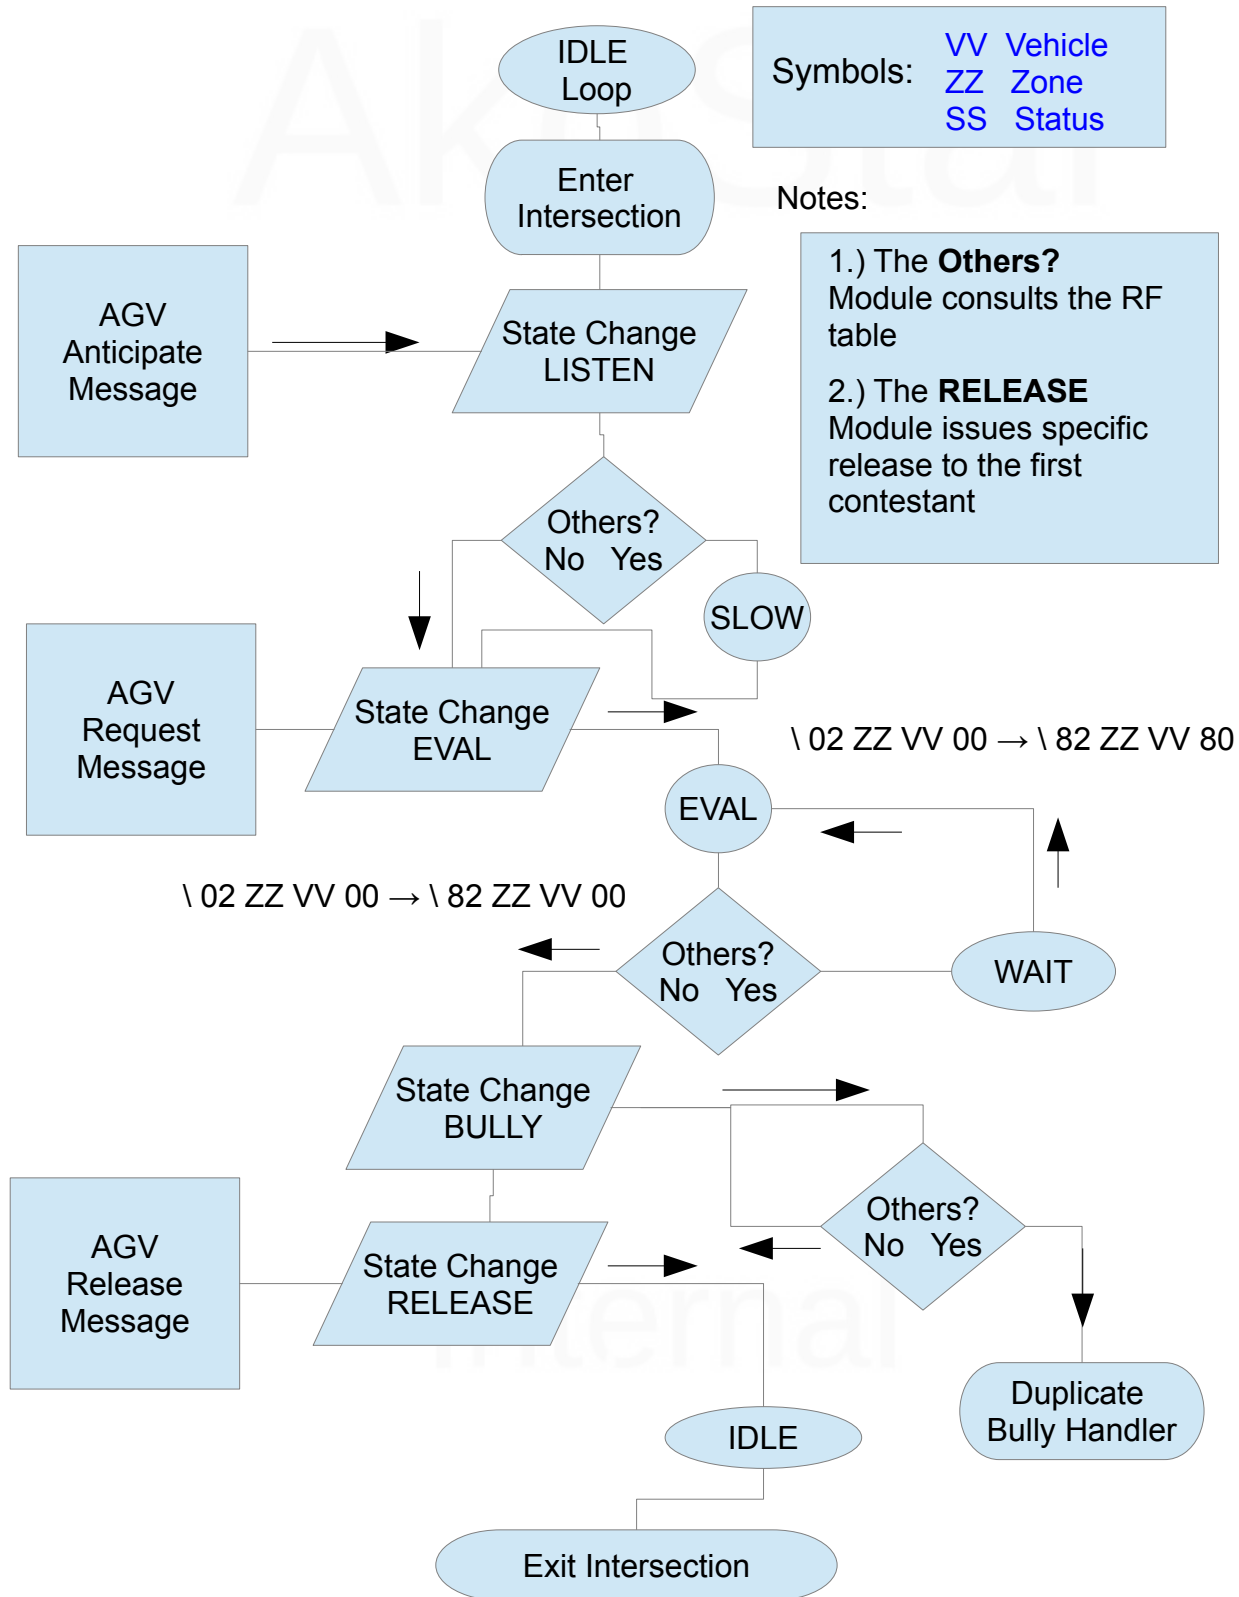 IDLE
Loop
Symbols:
VV Vehicle
ZZ Zone
SS Status
Enter
Intersection
Notes:
1.) The Others?
Module consults the RF
table
2.) The RELEASE
Module issues specific
release to the first
contestant
AGV
Anticipate
Message
State Change
LISTEN
Others?
No Yes
SLOW
AGV
Request
Message
State Change
EVAL
\ 02 ZZ VV 00 → \ 82 ZZ VV 80
EVAL
\ 02 ZZ VV 00 → \ 82 ZZ VV 00
Others?
No Yes
WAIT
State Change
BULLY
Others?
No Yes
AGV
Release
Message
State Change
RELEASE
Duplicate
Bully Handler
IDLE
Exit Intersection
AkoStar
Internal